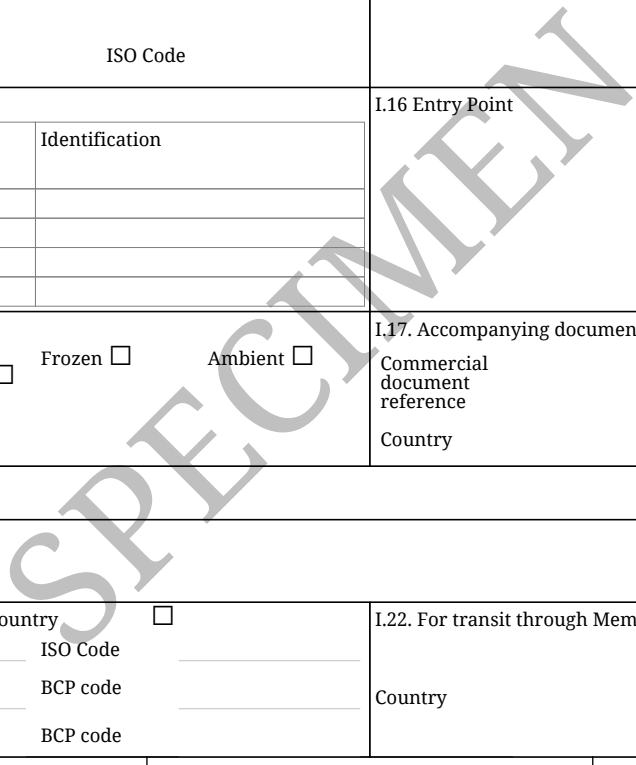 ISO Code
I.16 Entry Point
Identification
I.17. Accompanying documen
Frozen ☐ Ambient ☐
Commercial
document
reference
Country
ountry ☐
I.22. For transit through Mem
ISO Code
BCP code
Country
BCP code
SPECIMEN